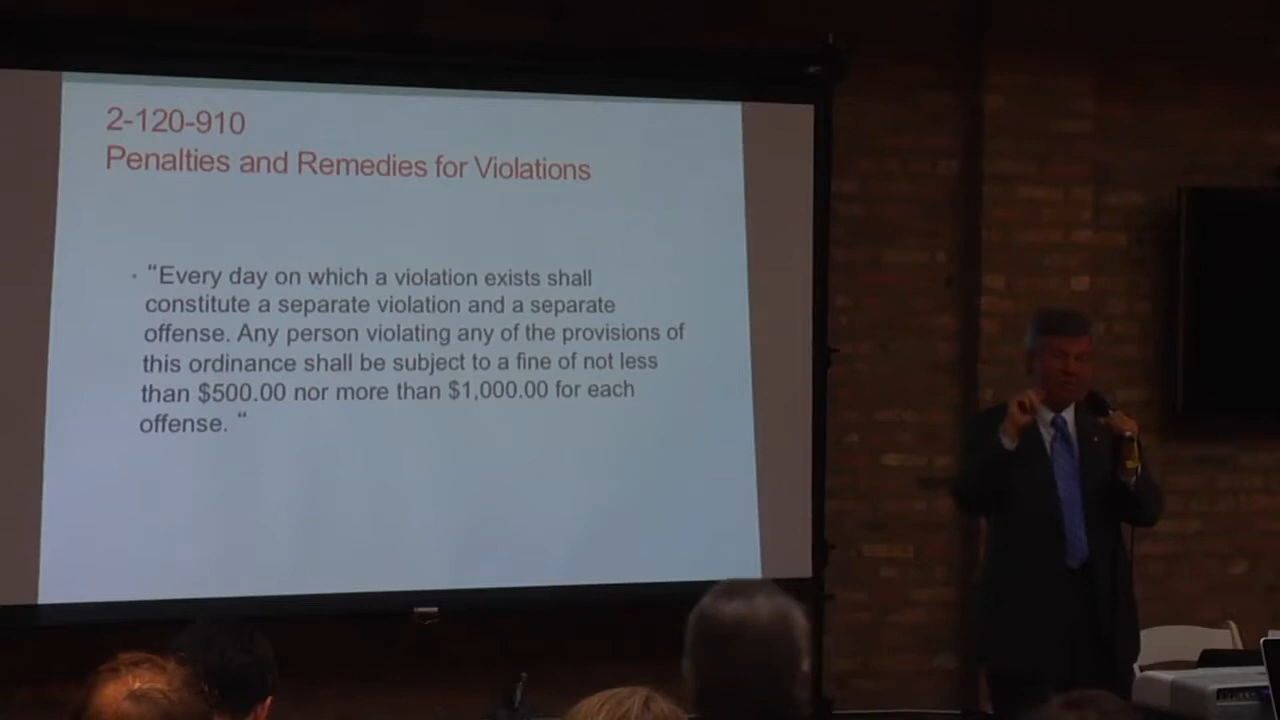 2-120-910
Penalties and Remedies for Violations
• “Every day on which a violation exists shall
constitute a separate violation and a separate
offense. Any person violating any of the provisions of
this ordinance shall be subject to a fine of not less
than $500.00 nor more than $1,000.00 for each
offense. “